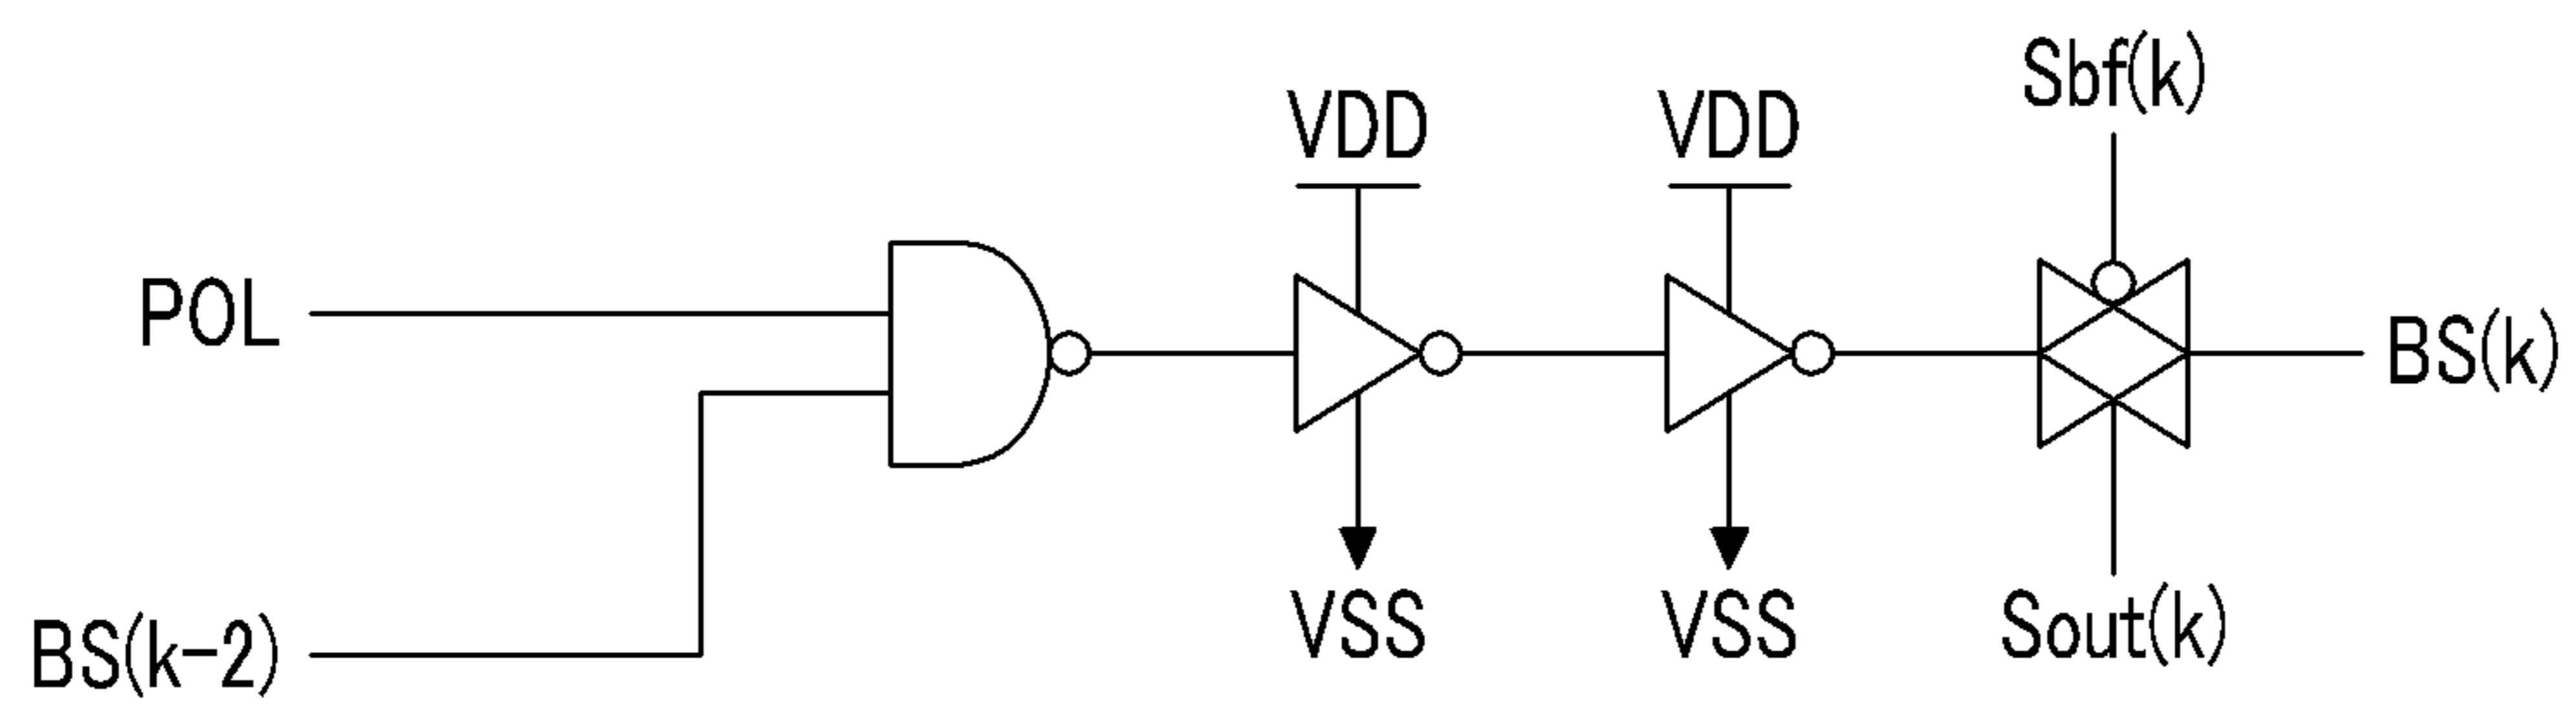 Sbf(k)
VDD
VDD
POL
BS(k)
VSS
VSS
Sout(k)
BS(k-2)